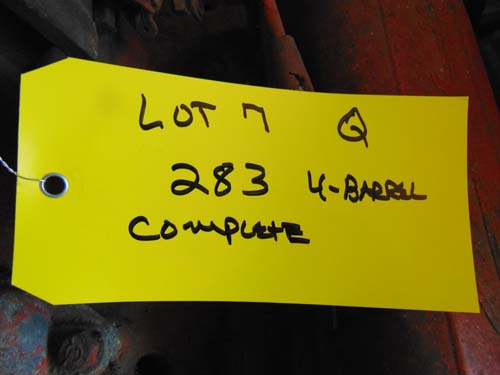 LOT 7 Q
283 4-BARREL
COMPLETE